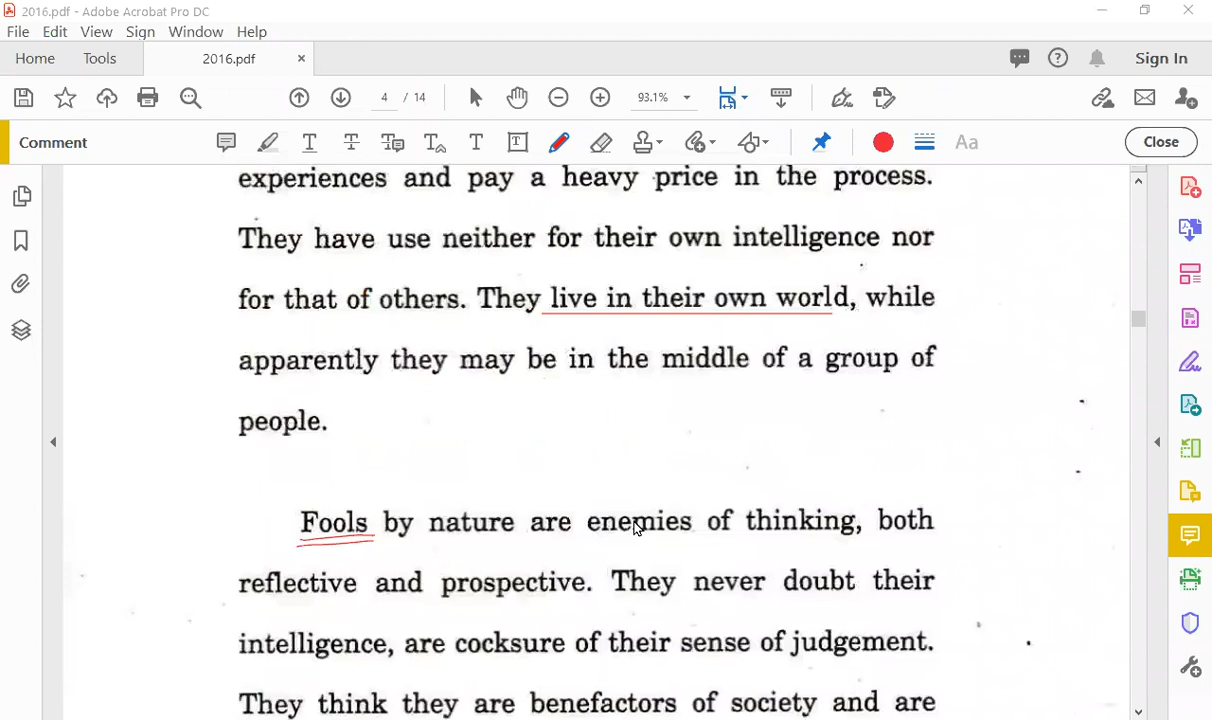 2016.pdf - Adobe Acrobat Pro DC
File Edit View Sign Window Help
Home Tools 2016.pdf × Sign In
4 / 14 93.1%
Comment Aa Close
experiences and pay a heavy price in the process.
They have use neither for their own intelligence nor
for that of others. They live in their own world, while
apparently they may be in the middle of a group of
people.
Fools by nature are enemies of thinking, both
reflective and prospective. They never doubt their
intelligence, are cocksure of their sense of judgement.
They think they are benefactors of society and are